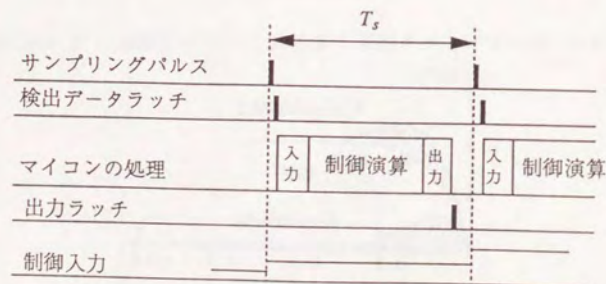 Ts
サンプリングパルス
検出データラッチ
マイコンの処理
入力 制御演算 出力 入力 制御演算
出力ラッチ
制御入力